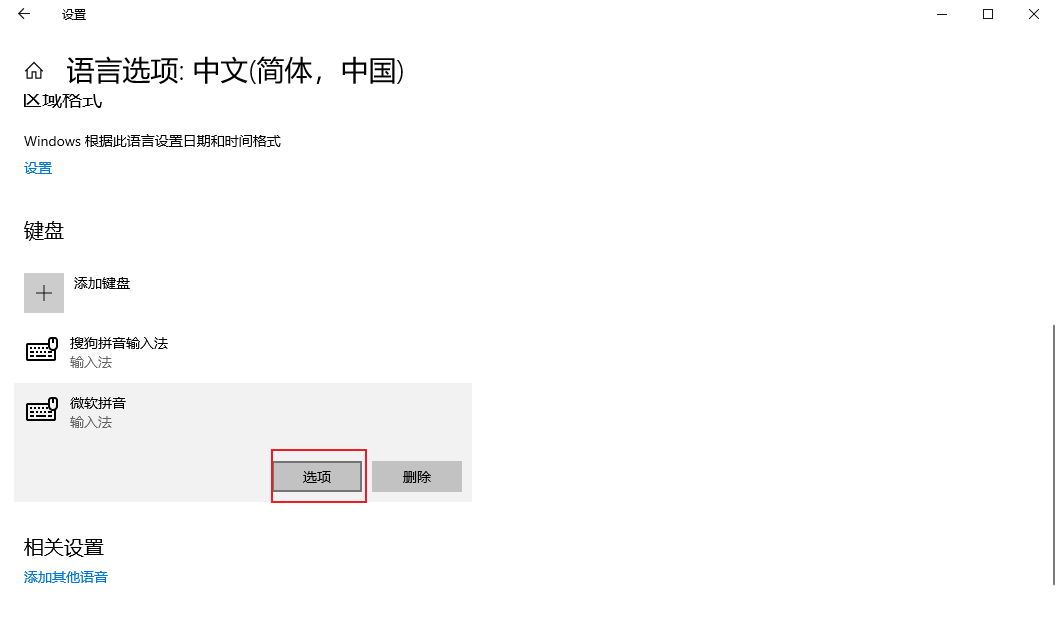 设置
语言选项: 中文(简体，中国)
区域格式
Windows 根据此语言设置日期和时间格式
设置
键盘
添加键盘
搜狗拼音输入法
输入法
微软拼音
输入法
选项 删除
相关设置
添加其他语音